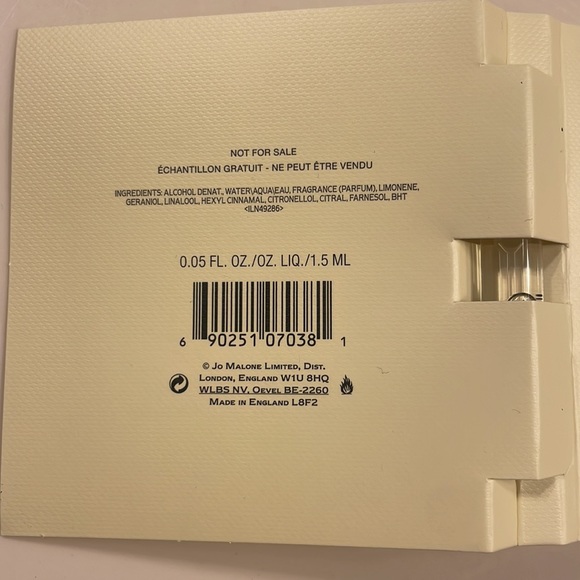 NOT FOR SALE
ÉCHANTILLON GRATUIT - NE PEUT ÊTRE VENDU
INGREDIENTS: ALCOHOL DENAT., WATER\AQUA\EAU, FRAGRANCE (PARFUM), LIMONENE,
GERANIOL, LINALOOL, HEXYL CINNAMAL, CITRONELLOL, CITRAL, FARNESOL, BHT
<ILN49286>
0.05 FL. OZ./OZ. LIQ./1.5 ML
6 90251 07038 1
© JO MALONE LIMITED, DIST.
LONDON, ENGLAND W1U 8HQ
WLBS NV. OEVEL BE-2260
MADE IN ENGLAND L8F2